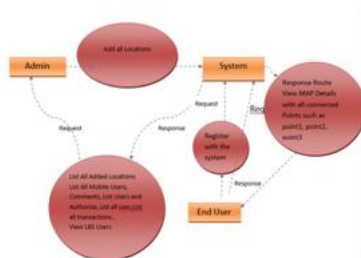 Add all Locations
Admin
System
Response Route
View MAP Details
with all connected
Points such as
point1, point2,
point3
Request
Req
Request
Response
Register
with the
system
List All Added Locations
List All Mobile Users,
Comments, List Users and
Authorize, List all user,List
all transactions..
View LBS Users
Response
End User